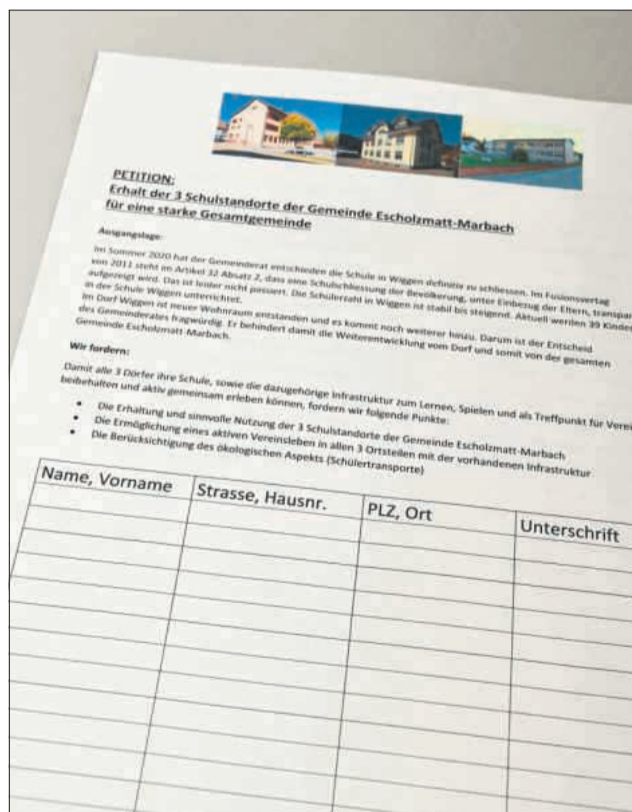 PETITION:
Erhalt der 3 Schulstandorte der Gemeinde Escholzmatt-Marbach
für eine starke Gesamtgemeinde
Ausgangslage:
Im Sommer 2020 hat der Gemeinderat entschieden die Schule in Wiggen definitiv zu schliessen. Im Fusionsvertag
von 2011 steht im Artikel 32 Absatz 2, dass eine Schulschliessung der Bevölkerung, unter Einbezug der Eltern, transpar
aufgezeigt wird. Das ist leider nicht passiert. Die Schülerzahl in Wiggen ist stabil bis steigend. Aktuell werden 39 Kinder
in der Schule Wiggen unterrichtet.
Im Dorf Wiggen ist neuer Wohnraum entstanden und es kommt noch weiterer hinzu. Darum ist der Entscheid
des Gemeinderates fragwürdig. Er behindert damit die Weiterentwicklung vom Dorf und somit von der gesamten
Gemeinde Escholzmatt-Marbach.
Wir fordern:
Damit alle 3 Dörfer ihre Schule, sowie die dazugehörige Infrastruktur zum Lernen, Spielen und als Treffpunkt für Verei
beibehalten und aktiv gemeinsam erleben können, fordern wir folgende Punkte:
• Die Erhaltung und sinnvolle Nutzung der 3 Schulstandorte der Gemeinde Escholzmatt-Marbach
• Die Ermöglichung eines aktiven Vereinsleben in allen 3 Ortsteilen mit der vorhandenen Infrastruktur
• Die Berücksichtigung des ökologischen Aspekts (Schülertransporte)
Name, Vorname Strasse, Hausnr. PLZ, Ort Unterschrift